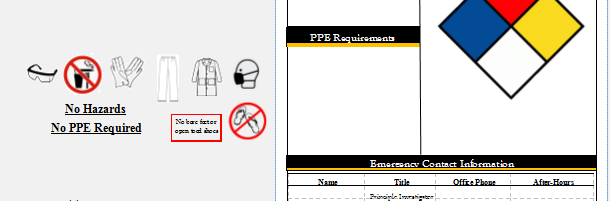 PPE Requirements
No Hazards
No PPE Required
No bare feet or
open toed shoes
Emergency Contact Information
Name Title Office Phone After-Hours
Principle Investigator